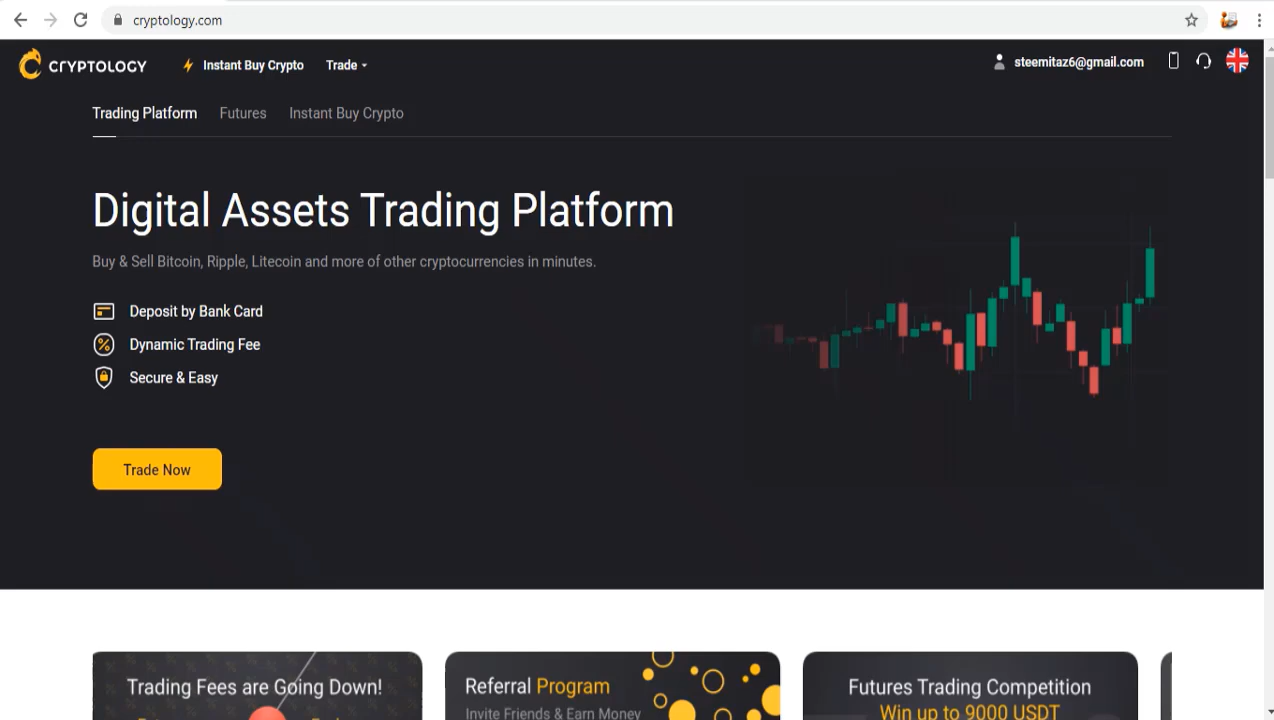 cryptology.com
CRYPTOLOGY
Instant Buy Crypto
Trade
steemitaz6@gmail.com
Trading Platform
Futures
Instant Buy Crypto
Digital Assets Trading Platform
Buy & Sell Bitcoin, Ripple, Litecoin and more of other cryptocurrencies in minutes.
Deposit by Bank Card
Dynamic Trading Fee
Secure & Easy
Trade Now
Trading Fees are Going Down!
Referral Program
Invite Friends & Earn Money
Futures Trading Competition
Win up to 9000 USDT